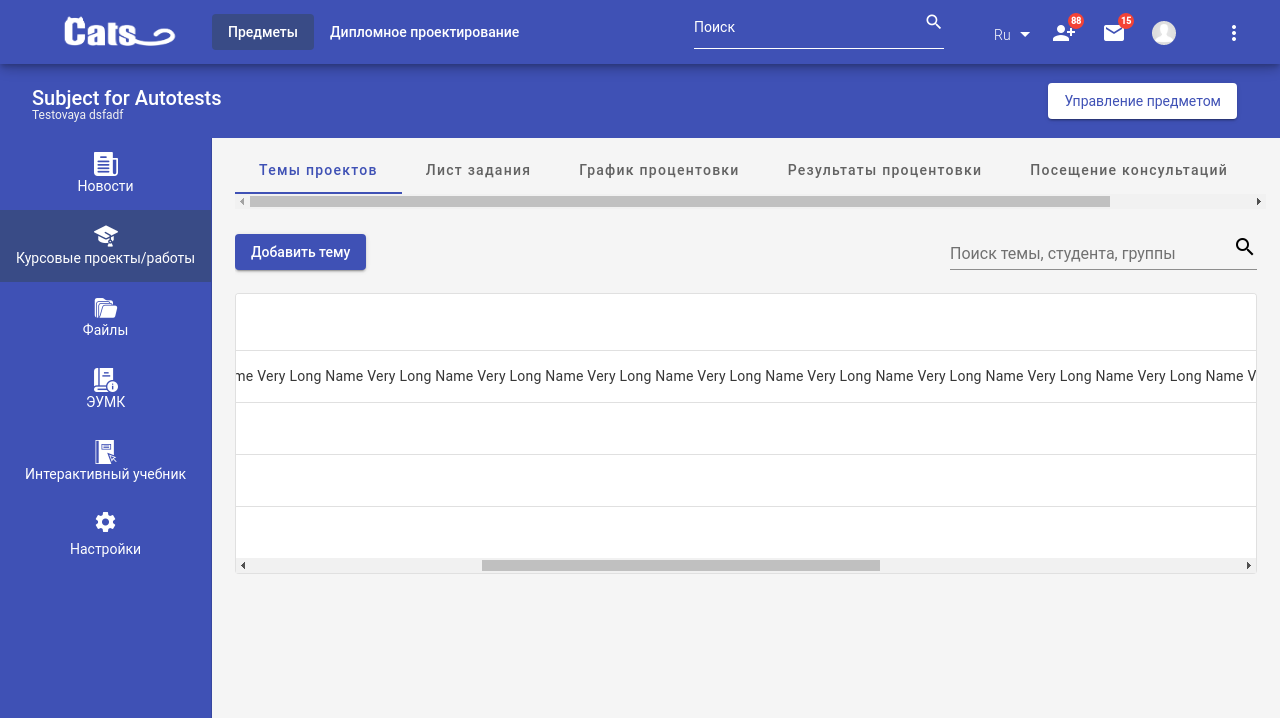 Cats
Предметы
Дипломное проектирование
Поиск
Ru
88
15
Subject for Autotests
Testovaya dsfadf
Управление предметом
Новости
Курсовые проекты/работы
Файлы
ЭУМК
Интерактивный учебник
Настройки
Темы проектов
Лист задания
График процентовки
Результаты процентовки
Посещение консультаций
Добавить тему
Поиск темы, студента, группы
me Very Long Name Very Long Name Very Long Name Very Long Name Very Long Name Very Long Name Very Long Name Very Long Name Very Long Name V